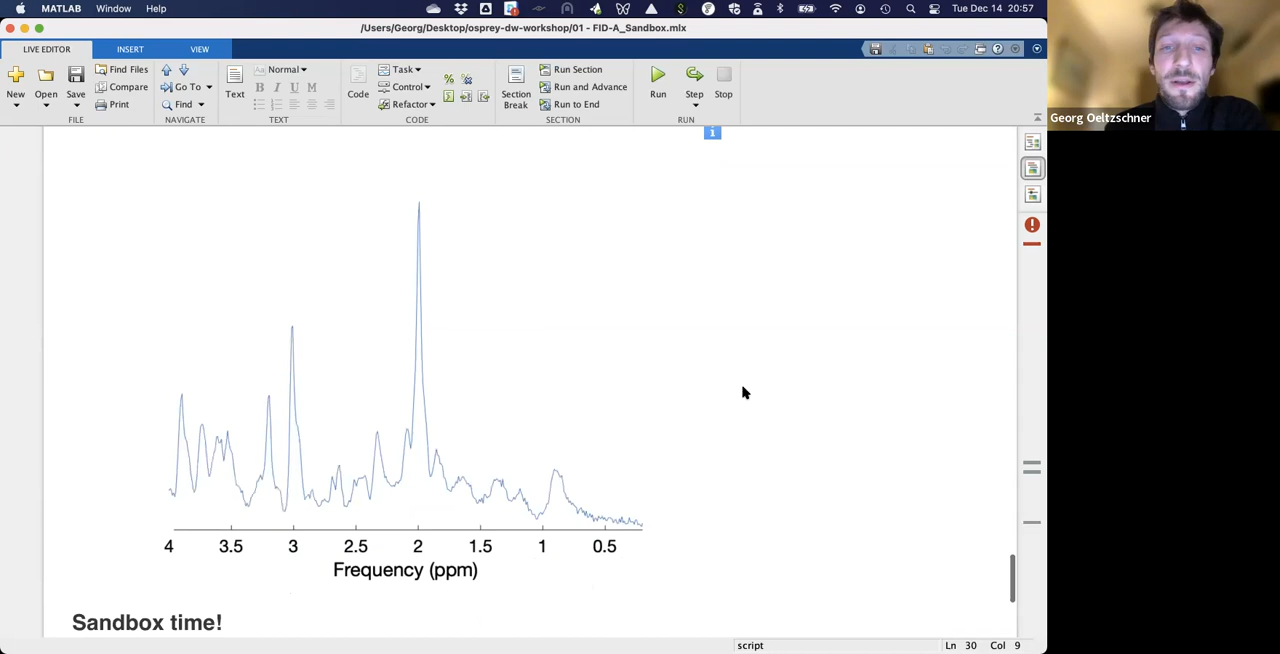 MATLAB Window Help
Tue Dec 14 20:57
/Users/Georg/Desktop/osprey-dw-workshop/01 - FID-A_Sandbox.mlx
LIVE EDITOR INSERT VIEW
New Open Save
Find Files
Compare
Print
FILE
Go To
Find
NAVIGATE
Text
Normal
B I U M
TEXT
Code
Task
Control
Refactor
CODE
Section Break
Run Section
Run and Advance
Run to End
SECTION
Run Step Stop
RUN
Georg Oeltzschner
4 3.5 3 2.5 2 1.5 1 0.5
Frequency (ppm)
Sandbox time!
script Ln 30 Col 9